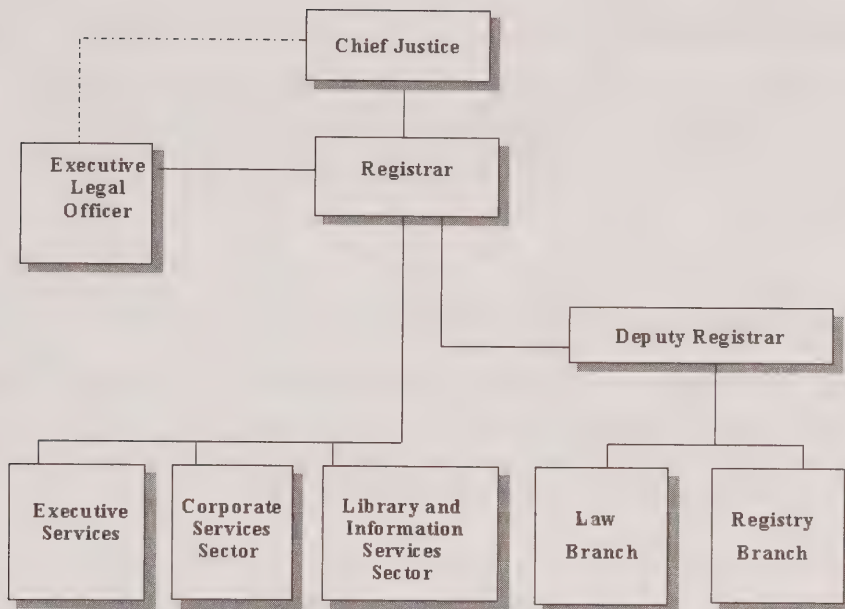 Chief Justice
Executive
Legal
Officer
Registrar
Deputy Registrar
Executive
Services
Corporate
Services
Sector
Library and
Information
Services
Sector
Law
Branch
Registry
Branch